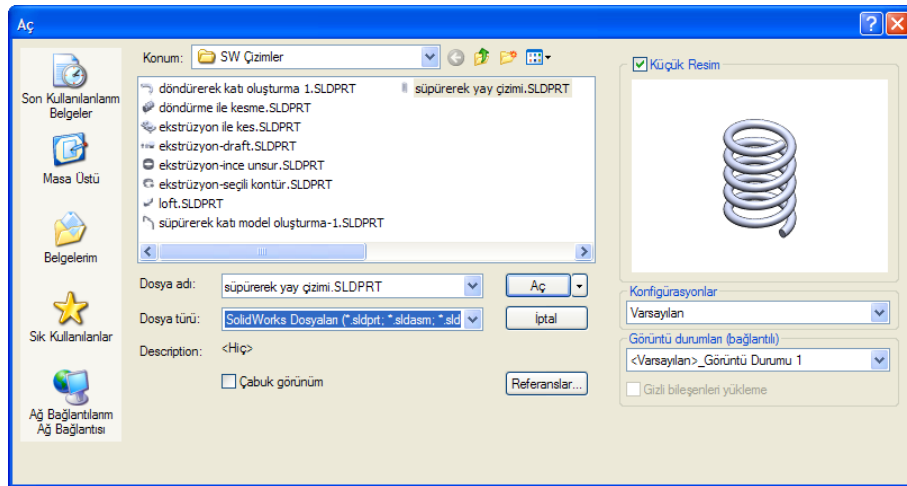 Aç
Konum: SW Çizimler
Son Kullanılanlarım
Belgeler
Masa Üstü
Belgelerim
Sık Kullanılanlar
Ağ Bağlantılarım
Ağ Bağlantısı
döndürerek katı oluşturma 1.SLDPRT
döndürme ile kesme.SLDPRT
ekstrüzyon ile kes.SLDPRT
ekstrüzyon-draft.SLDPRT
ekstrüzyon-ince unsur.SLDPRT
ekstrüzyon-seçili kontür.SLDPRT
loft.SLDPRT
süpürerek katı model oluşturma-1.SLDPRT
süpürerek yay çizimi.SLDPRT
Dosya adı: süpürerek yay çizimi.SLDPRT Aç
Dosya türü: SolidWorks Dosyaları (*.sldprt; *.sldasm; *.sld İptal
Description: <Hiç>
Çabuk görünüm Referanslar...
Küçük Resim
Konfigürasyonlar
Varsayılan
Görüntü durumları (bağlantılı)
<Varsayılan>_Görüntü Durumu 1
Gizli bileşenleri yükleme